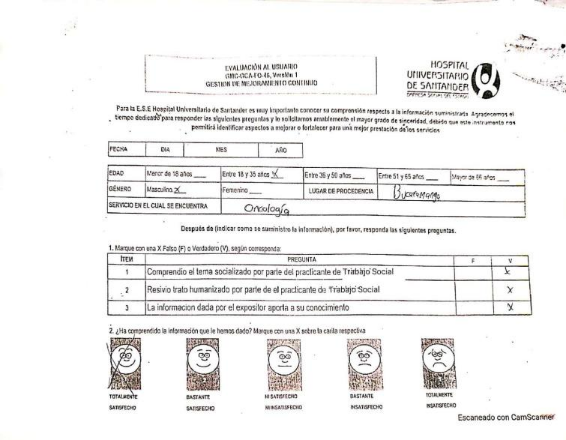 EVALUACIÓN AL USUARIO
GMC-GCA-FO-46, Versión 1
GESTION DE MEJORAMIENTO CONTINUO
HOSPITAL
UNIVERSITARIO
DE SANTANDER
EMPRESA SOCIAL DEL ESTADO
Para la E.S.E Hospital Universitario de Santander es muy importante conocer su comprensión respecto a la información suministrada. Agradecemos el
tiempo dedicado para responder las siguientes preguntas y le solicitamos amablemente el mayor grado de sinceridad, debido que este instrumento nos
permitirá identificar aspectos a mejorar o fortalecer para una mejor prestación de los servicios
FECHA DIA MES AÑO
EDAD Menor de 18 años ___ Entre 18 y 35 años X Entre 36 y 50 años ___ Entre 51 y 65 años ___ Mayor de 66 años ___
GÉNERO Masculino X Femenino ___ LUGAR DE PROCEDENCIA Bucaramanga
SERVICIO EN EL CUAL SE ENCUENTRA Oncología
Después de (indicar como se suministro la información), por favor, responda las siguientes preguntas.
1. Marque con una X Falso (F) o Verdadero (V), según corresponda:
ÍTEM PREGUNTA F V
1 Comprendio el tema socializado por parte del practicante de Trabajo Social X
2 Resivio trato humanizado por parte de el practicante de Trabajo Social X
3 La informacion dada por el expositor aporta a su conocimiento X
2. ¿Ha comprendido la información que le hemos dado? Marque con una X sobre la carita respectiva
TOTALMENTE BASTANTE NI SATISFECHO BASTANTE TOTALMENTE
SATISFECHO SATISFECHO NI INSATISFECHO INSATISFECHO INSATISFECHO
Escaneado con CamScanner